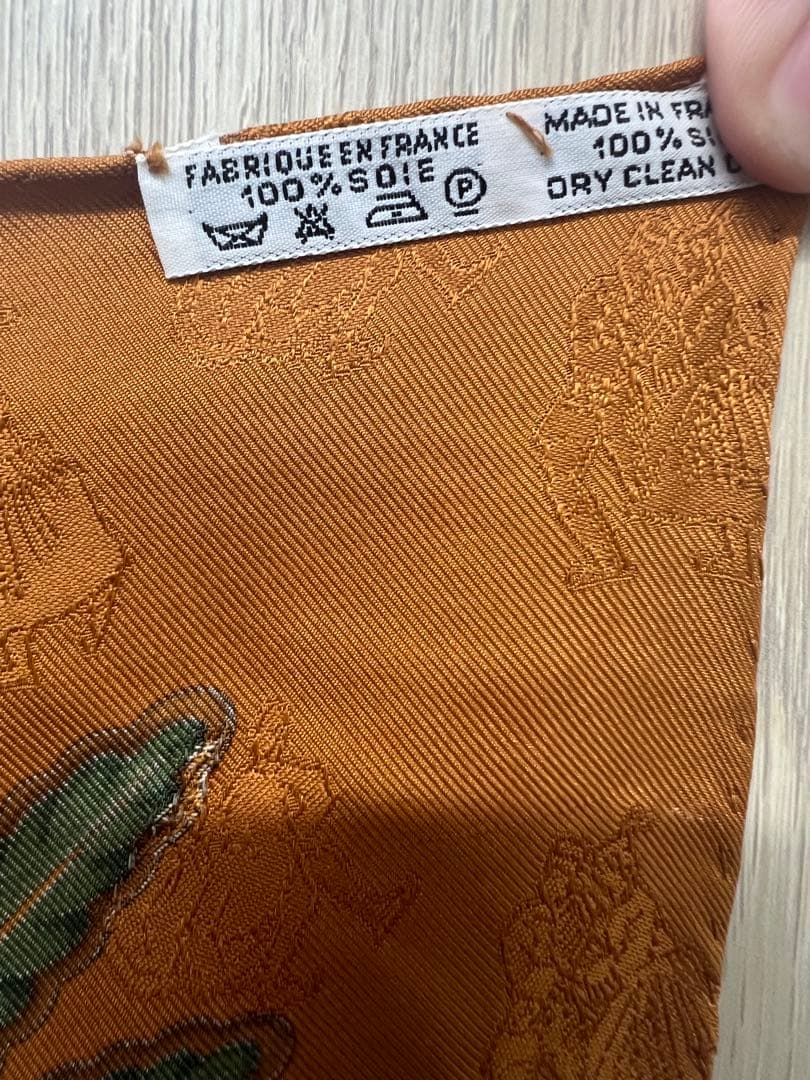 FABRIQUE EN FRANCE
100% SOIE
P
MADE IN FRA
100% S
DRY CLEAN